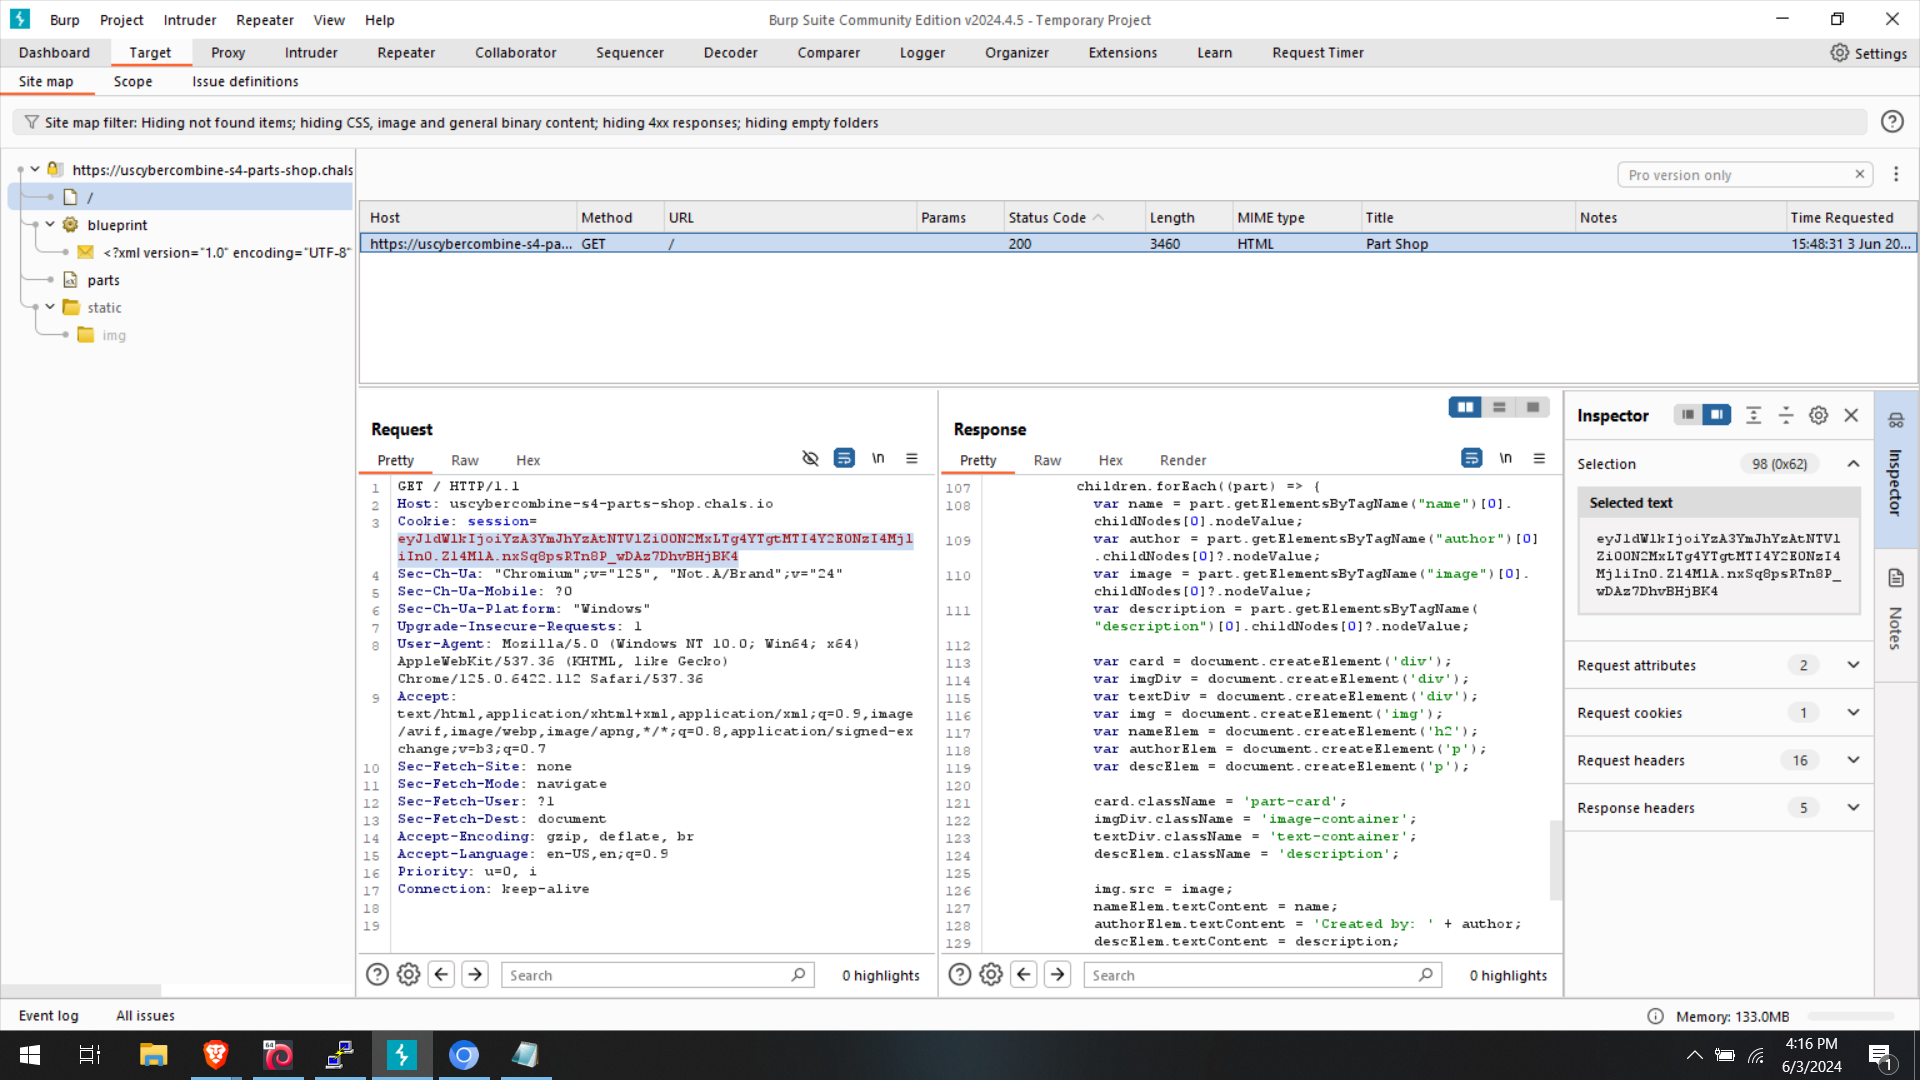 Burp Project Intruder Repeater View Help
Burp Suite Community Edition v2024.4.5 - Temporary Project
Dashboard Target Proxy Intruder Repeater Collaborator Sequencer Decoder Comparer Logger Organizer Extensions Learn Request Timer Settings
Site map Scope Issue definitions
Site map filter: Hiding not found items; hiding CSS, image and general binary content; hiding 4xx responses; hiding empty folders
https://uscybercombine-s4-parts-shop.chals
/
blueprint
<?xml version="1.0" encoding="UTF-8"
parts
static
img
Pro version only
Host Method URL Params Status Code Length MIME type Title Notes Time Requested
https://uscybercombine-s4-pa... GET / 200 3460 HTML Part Shop 15:48:31 3 Jun 20...
Request
Pretty Raw Hex
\n
1 GET / HTTP/1.1
2 Host: uscybercombine-s4-parts-shop.chals.io
3 Cookie: session=
eyJ1dWlkIjoiYzA3YmJhYzAtNTVlZi00N2MxLTg4YTgtMTI4Y2E0NzI4Mjl
iIn0.Zl4MlA.nxSq8psRTn8P_wDAz7DhvBHjBK4
4 Sec-Ch-Ua: "Chromium";v="125", "Not.A/Brand";v="24"
5 Sec-Ch-Ua-Mobile: ?0
6 Sec-Ch-Ua-Platform: "Windows"
7 Upgrade-Insecure-Requests: 1
8 User-Agent: Mozilla/5.0 (Windows NT 10.0; Win64; x64)
AppleWebKit/537.36 (KHTML, like Gecko)
Chrome/125.0.6422.112 Safari/537.36
9 Accept:
text/html,application/xhtml+xml,application/xml;q=0.9,image
/avif,image/webp,image/apng,*/*;q=0.8,application/signed-ex
change;v=b3;q=0.7
10 Sec-Fetch-Site: none
11 Sec-Fetch-Mode: navigate
12 Sec-Fetch-User: ?1
13 Sec-Fetch-Dest: document
14 Accept-Encoding: gzip, deflate, br
15 Accept-Language: en-US,en;q=0.9
16 Priority: u=0, i
17 Connection: keep-alive
18
19
Search
0 highlights
Response
Pretty Raw Hex Render
\n
107 children.forEach((part) => {
108 var name = part.getElementsByTagName("name")[0].
childNodes[0].nodeValue;
109 var author = part.getElementsByTagName("author")[0]
.childNodes[0]?.nodeValue;
110 var image = part.getElementsByTagName("image")[0].
childNodes[0]?.nodeValue;
111 var description = part.getElementsByTagName(
"description")[0].childNodes[0]?.nodeValue;
112
113 var card = document.createElement('div');
114 var imgDiv = document.createElement('div');
115 var textDiv = document.createElement('div');
116 var img = document.createElement('img');
117 var nameElem = document.createElement('h2');
118 var authorElem = document.createElement('p');
119 var descElem = document.createElement('p');
120
121 card.className = 'part-card';
122 imgDiv.className = 'image-container';
123 textDiv.className = 'text-container';
124 descElem.className = 'description';
125
126 img.src = image;
127 nameElem.textContent = name;
128 authorElem.textContent = 'Created by: ' + author;
129 descElem.textContent = description;
Search
0 highlights
Inspector
Selection 98 (0x62)
Selected text
eyJ1dWlkIjoiYzA3YmJhYzAtNTVl
Zi00N2MxLTg4YTgtMTI4Y2E0NzI4
MjliIn0.Zl4MlA.nxSq8psRTn8P_
wDAz7DhvBHjBK4
Request attributes 2
Request cookies 1
Request headers 16
Response headers 5
Inspector
Notes
Event log All issues
Memory: 133.0MB
64
4:16 PM
6/3/2024
1